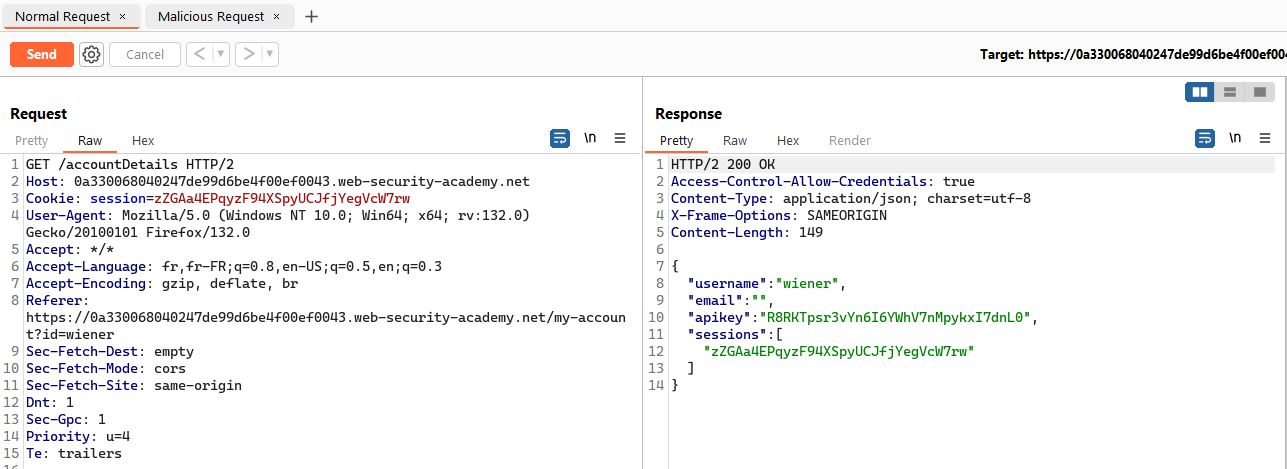 Normal Request ×
Malicious Request ×
+
Send
Cancel
< ▼
> ▼
Target: https://0a330068040247de99d6be4f00ef004
Request
Pretty Raw Hex
\n
1 GET /accountDetails HTTP/2
2 Host: 0a330068040247de99d6be4f00ef0043.web-security-academy.net
3 Cookie: session=zZGAa4EPqyzF94XSpyUCJfjYegVcW7rw
4 User-Agent: Mozilla/5.0 (Windows NT 10.0; Win64; x64; rv:132.0)
Gecko/20100101 Firefox/132.0
5 Accept: */*
6 Accept-Language: fr,fr-FR;q=0.8,en-US;q=0.5,en;q=0.3
7 Accept-Encoding: gzip, deflate, br
8 Referer:
https://0a330068040247de99d6be4f00ef0043.web-security-academy.net/my-accoun
t?id=wiener
9 Sec-Fetch-Dest: empty
10 Sec-Fetch-Mode: cors
11 Sec-Fetch-Site: same-origin
12 Dnt: 1
13 Sec-Gpc: 1
14 Priority: u=4
15 Te: trailers
Response
Pretty Raw Hex Render
\n
1 HTTP/2 200 OK
2 Access-Control-Allow-Credentials: true
3 Content-Type: application/json; charset=utf-8
4 X-Frame-Options: SAMEORIGIN
5 Content-Length: 149
6
7 {
8 "username":"wiener",
9 "email":"",
10 "apikey":"R8RKTpsr3vYn6I6YWhV7nMpykxI7dnL0",
11 "sessions":[
12 "zZGAa4EPqyzF94XSpyUCJfjYegVcW7rw"
13 ]
14 }